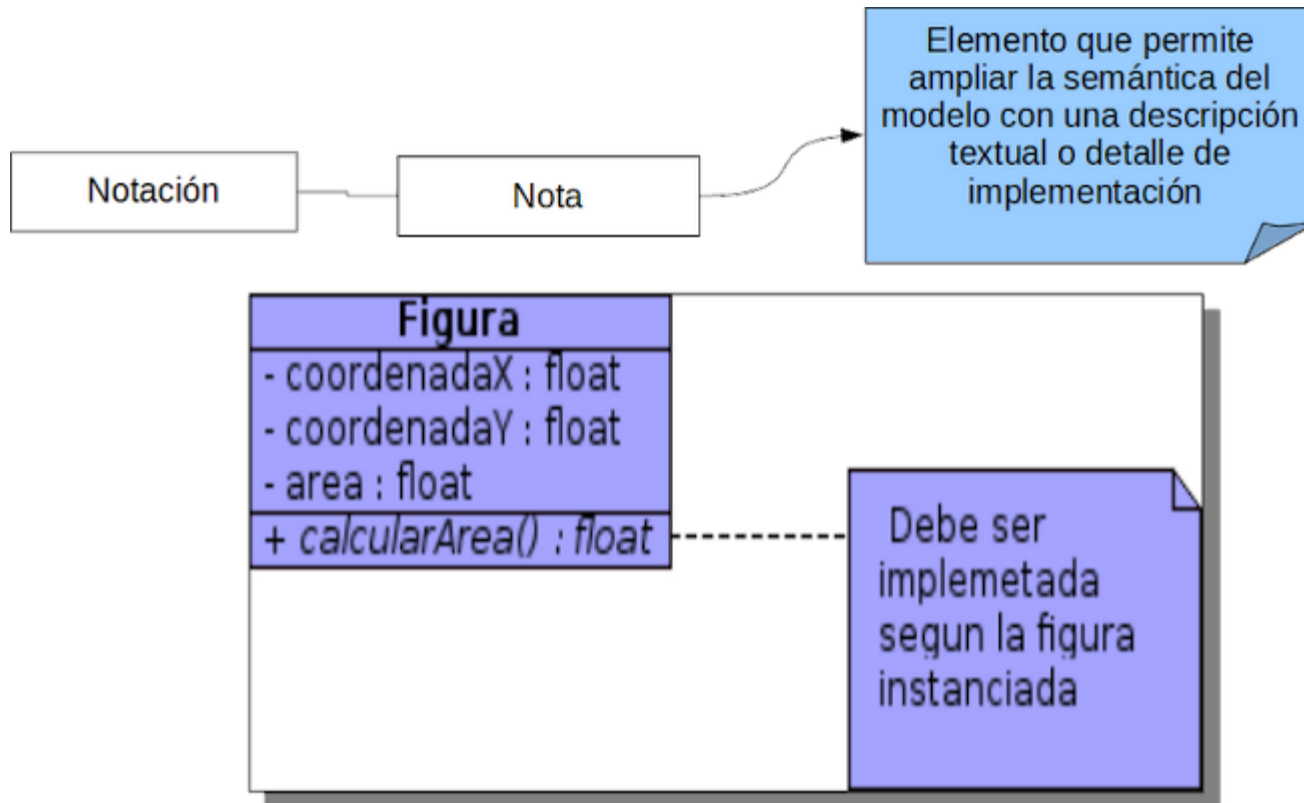 Elemento que permite
ampliar la semántica del
modelo con una descripción
textual o detalle de
implementación
Notación
Nota
Figura
- coordenadaX : float
- coordenadaY : float
- area : float
+ calcularArea() : float
Debe ser
implemetada
segun la figura
instanciada